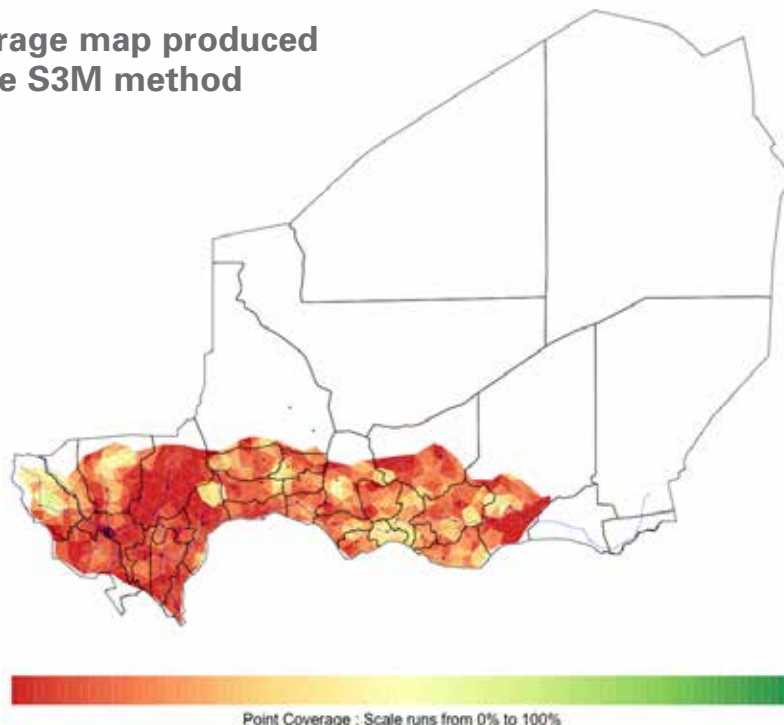 rage map produced
e S3M method
Point Coverage : Scale runs from 0% to 100%